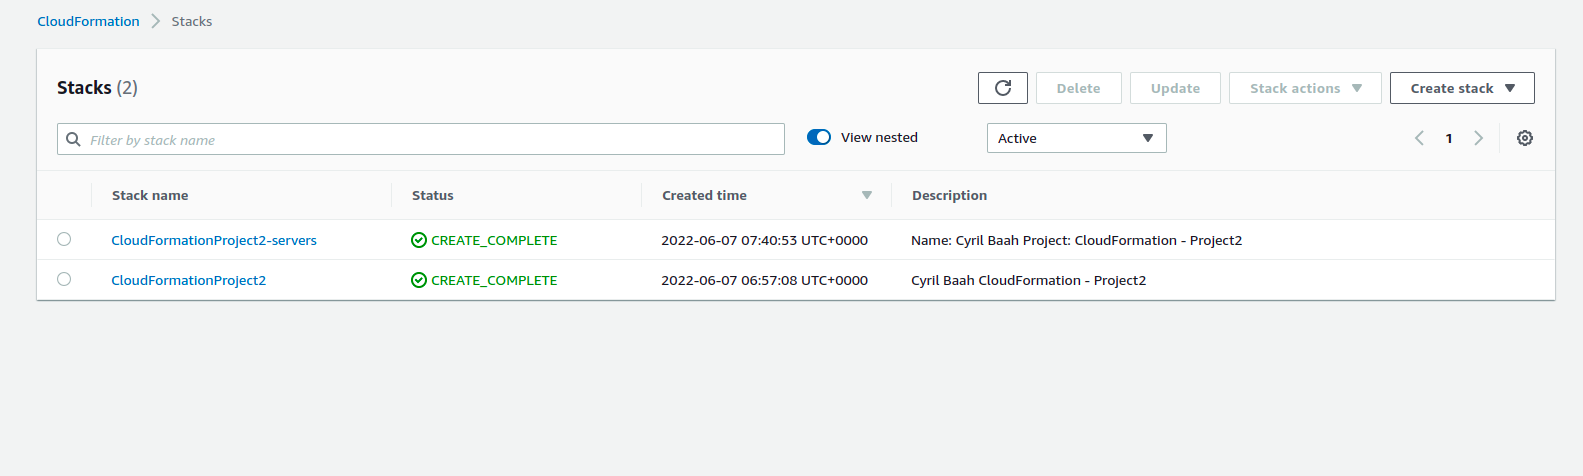 CloudFormation > Stacks
Stacks (2) Delete Update Stack actions Create stack
Filter by stack name View nested Active 1
Stack name Status Created time Description
CloudFormationProject2-servers CREATE_COMPLETE 2022-06-07 07:40:53 UTC+0000 Name: Cyril Baah Project: CloudFormation - Project2
CloudFormationProject2 CREATE_COMPLETE 2022-06-07 06:57:08 UTC+0000 Cyril Baah CloudFormation - Project2